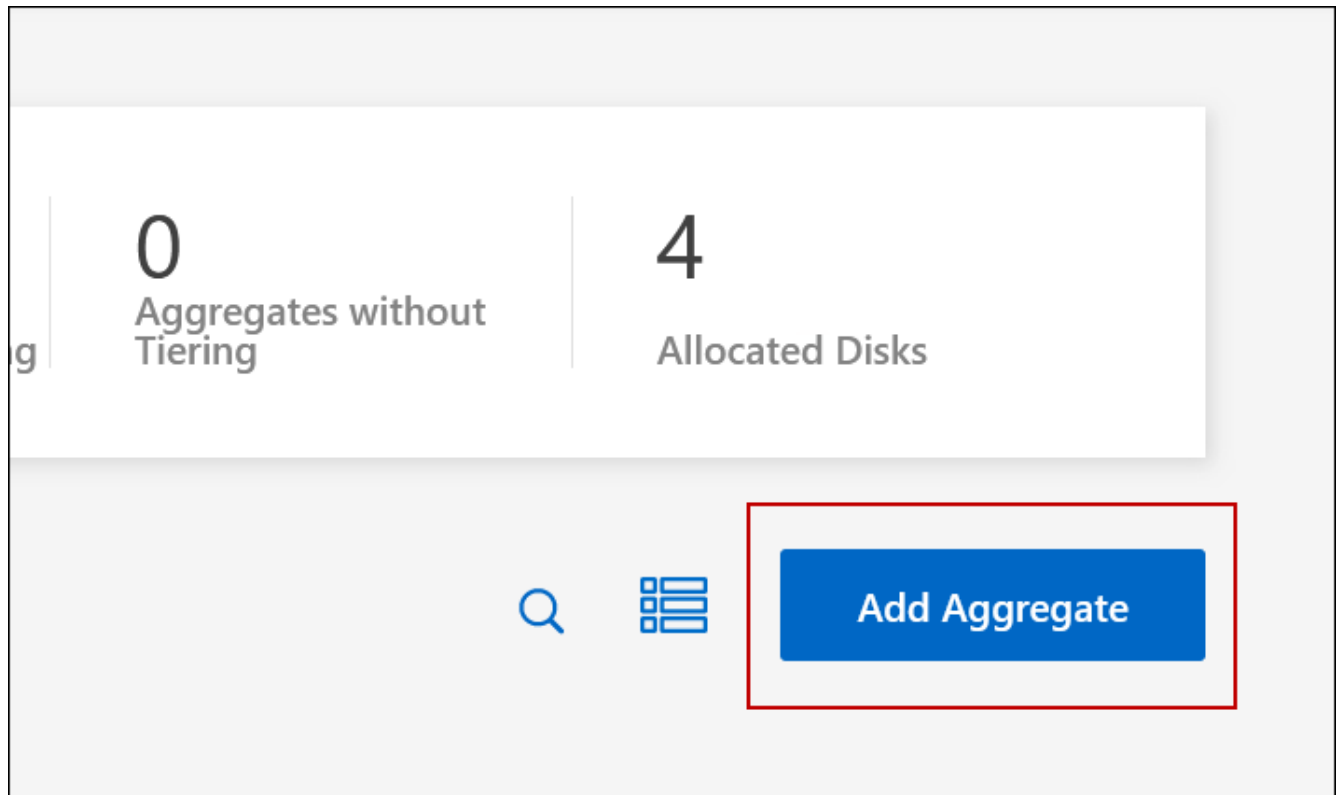 0
Aggregates without
Tiering
4
Allocated Disks
Add Aggregate